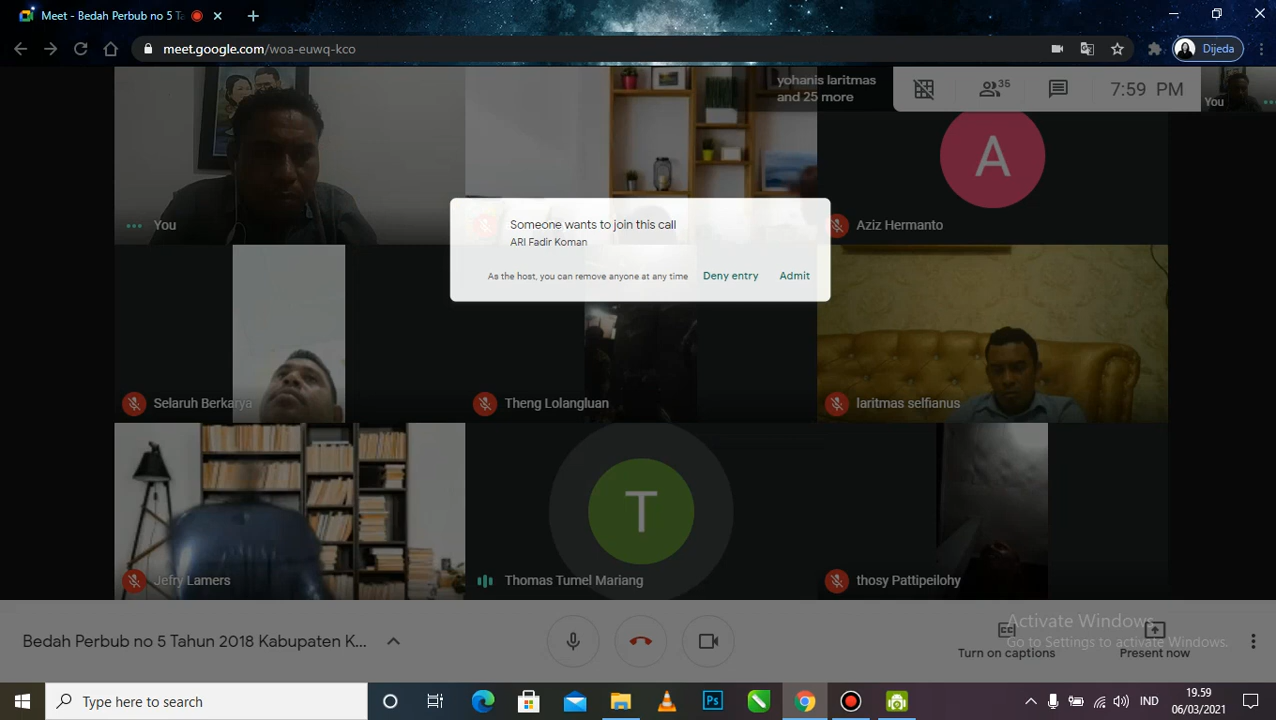 Meet - Bedah Perbub no 5 Ta
meet.google.com/woa-euwq-kco
Dijeda
yohanis laritmas
and 25 more
35
7:59 PM
You
You
A
Aziz Hermanto
Someone wants to join this call
ARI Fadir Koman
As the host, you can remove anyone at any time
Deny entry
Admit
Selaruh Berkarya
Theng Lolangluan
laritmas selfianus
Jefry Lamers
T
Thomas Tumel Mariang
thosy Pattipeilohy
Bedah Perbub no 5 Tahun 2018 Kabupaten K...
CC
Turn on captions
Present now
Activate Windows
Go to Settings to activate Windows.
Type here to search
Ps
IND
19.59
06/03/2021